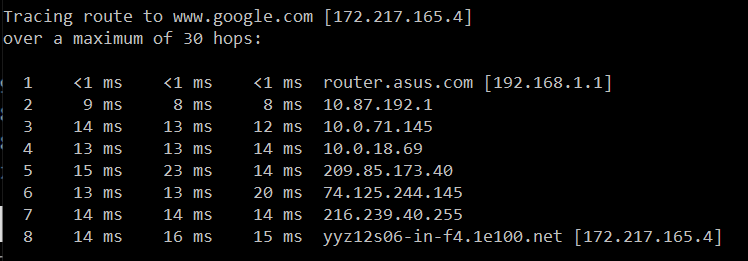 Tracing route to www.google.com [172.217.165.4]
over a maximum of 30 hops:
1 <1 ms <1 ms <1 ms router.asus.com [192.168.1.1]
2 9 ms 8 ms 8 ms 10.87.192.1
3 14 ms 13 ms 12 ms 10.0.71.145
4 13 ms 13 ms 14 ms 10.0.18.69
5 15 ms 23 ms 14 ms 209.85.173.40
6 13 ms 13 ms 20 ms 74.125.244.145
7 14 ms 14 ms 14 ms 216.239.40.255
8 14 ms 16 ms 15 ms yyz12s06-in-f4.1e100.net [172.217.165.4]